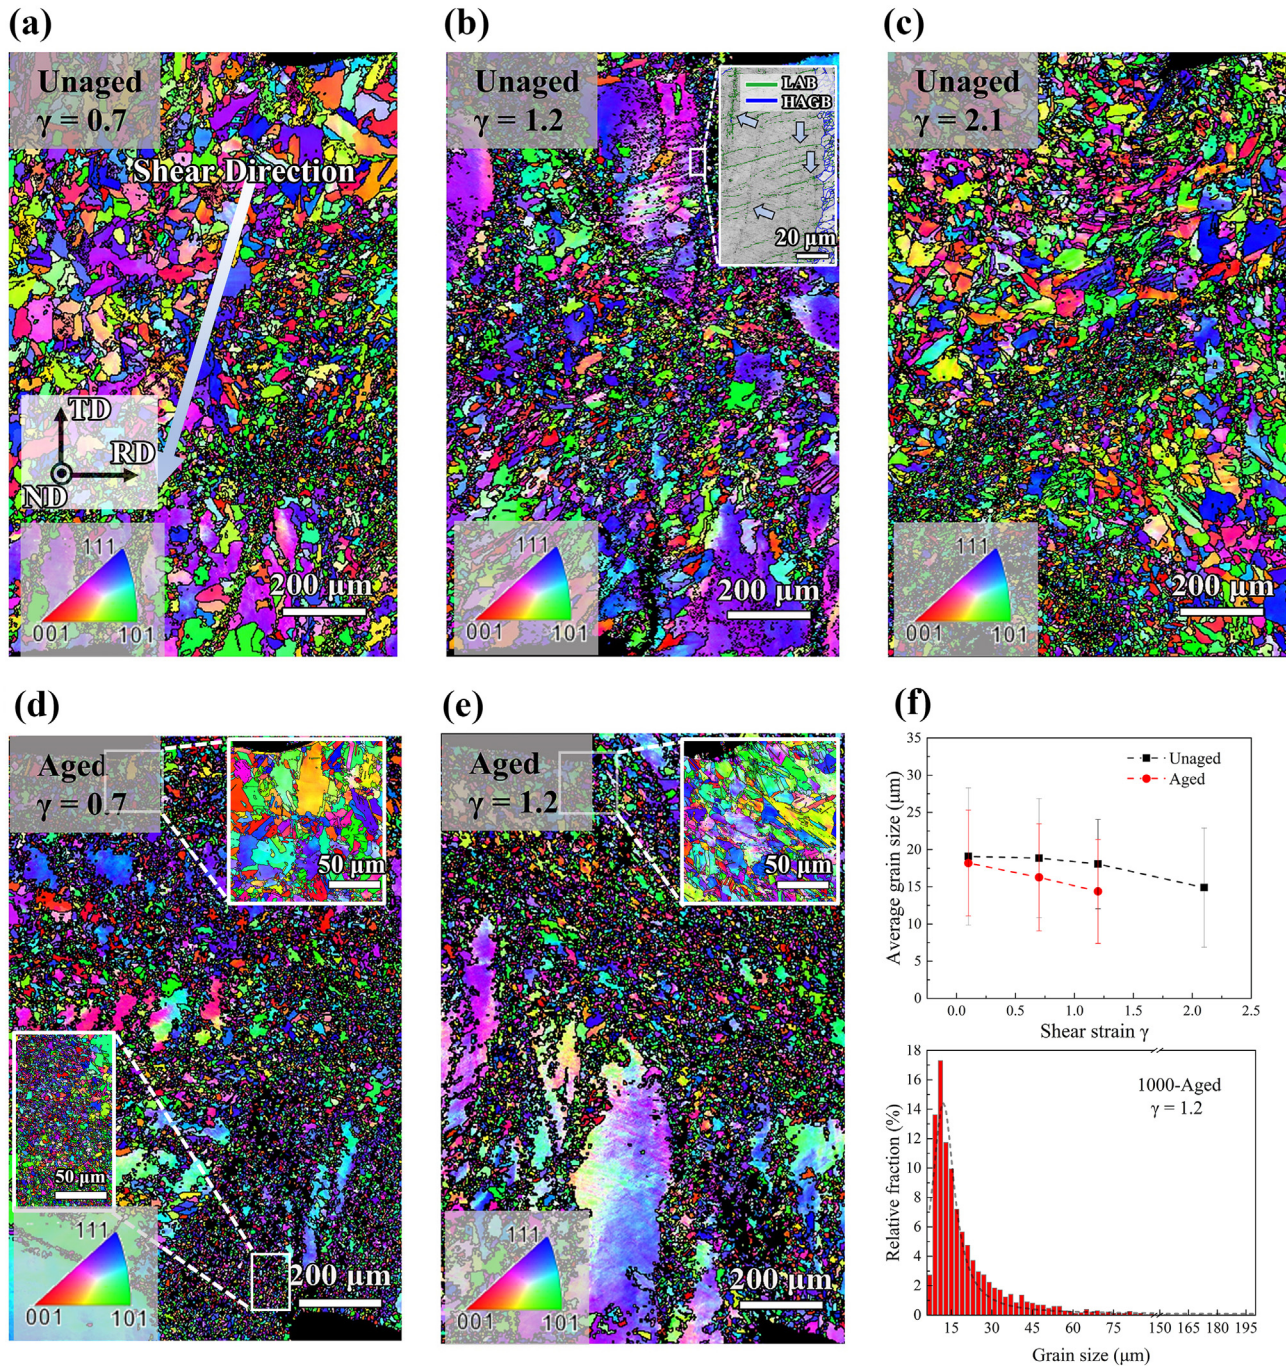 (a)
Unaged
γ = 0.7
Shear Direction
TD
RD
ND
111
001
101
200 μm
(b)
Unaged
γ = 1.2
LAB
HAGB
20 μm
111
001
101
200 μm
(c)
Unaged
γ = 2.1
111
001
101
200 μm
(d)
Aged
γ = 0.7
50 μm
50 μm
111
001
101
200 μm
(e)
Aged
γ = 1.2
50 μm
111
001
101
200 μm
(f)
Average grain size (μm)
35
30
25
20
15
10
5
0
Unaged
Aged
0.0 0.5 1.0 1.5 2.0 2.5
Shear strain γ
Relative fraction (%)
18
16
14
12
10
8
6
4
2
0
1000-Aged
γ = 1.2
15 30 45 60 75 150 165 180 195
Grain size (μm)